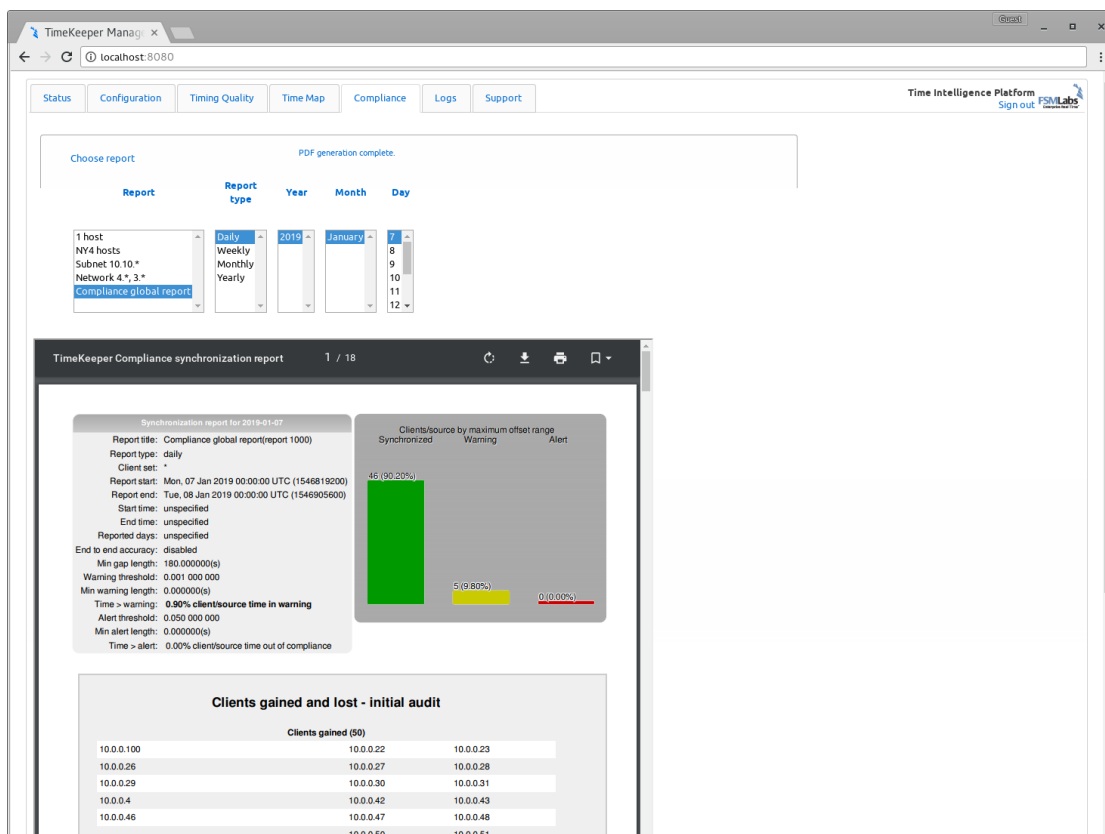 Guest
TimeKeeper Manag
localhost:8080
Status Configuration Timing Quality Time Map Compliance Logs Support
Time Intelligence Platform
Sign out
FSMLabs
Choose report
PDF generation complete.
Report Report type Year Month Day
1 host
NY4 hosts
Subnet 10.10.*
Network 4.*, 3.*
Compliance global report
Daily
Weekly
Monthly
Yearly
2019
January
7
8
9
10
11
12
TimeKeeper Compliance synchronization report 1 / 18
Synchronization report for 2019-01-07
Report title: Compliance global report(report 1000)
Report type: daily
Client set: *
Report start: Mon, 07 Jan 2019 00:00:00 UTC (1546819200)
Report end: Tue, 08 Jan 2019 00:00:00 UTC (1546905600)
Start time: unspecified
End time: unspecified
Reported days: unspecified
End to end accuracy: disabled
Min gap length: 180.000000(s)
Warning threshold: 0.001 000 000
Min warning length: 0.000000(s)
Time > warning: 0.90% client/source time in warning
Alert threshold: 0.050 000 000
Min alert length: 0.000000(s)
Time > alert: 0.00% client/source time out of compliance
Clients/source by maximum offset range
Synchronized Warning Alert
46 (90.20%)
5 (9.80%)
0 (0.00%)
Clients gained and lost - initial audit
Clients gained (50)
10.0.0.100 10.0.0.22 10.0.0.23
10.0.0.26 10.0.0.27 10.0.0.28
10.0.0.29 10.0.0.30 10.0.0.31
10.0.0.4 10.0.0.42 10.0.0.43
10.0.0.46 10.0.0.47 10.0.0.48